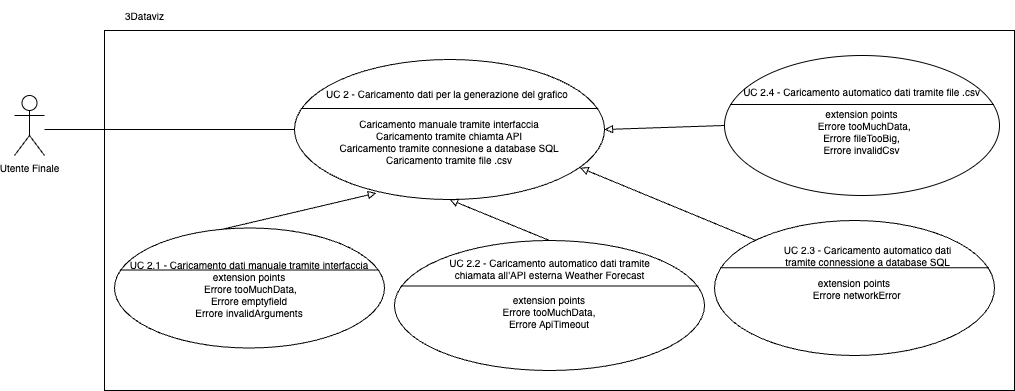 3Dataviz
Utente Finale
UC 2 - Caricamento dati per la generazione del grafico
Caricamento manuale tramite interfaccia
Caricamento tramite chiamta API
Caricamento tramite connesione a database SQL
Caricamento tramite file .csv
UC 2.4 - Caricamento automatico dati tramite file .csv
extension points
Errore tooMuchData,
Errore fileTooBig,
Errore invalidCsv
UC 2.1 - Caricamento dati manuale tramite interfaccia
extension points
Errore tooMuchData,
Errore emptyfield
Errore invalidArguments
UC 2.2 - Caricamento automatico dati tramite
chiamata all'API esterna Weather Forecast
extension points
Errore tooMuchData,
Errore ApiTimeout
UC 2.3 - Caricamento automatico dati
tramite connessione a database SQL
extension points
Errore networkError